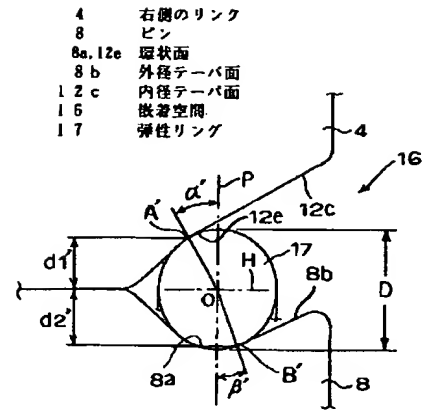 4 右側のリンク
8 ピン
8a,12e 環状面
8b 外径テーパ面
12c 内径テーパ面
16 嵌着空間
17 弾性リング
4
P
16
α'
A'
12e
12c
17
d1'
H
8b
D
O
d2'
8a
β'
B'
8